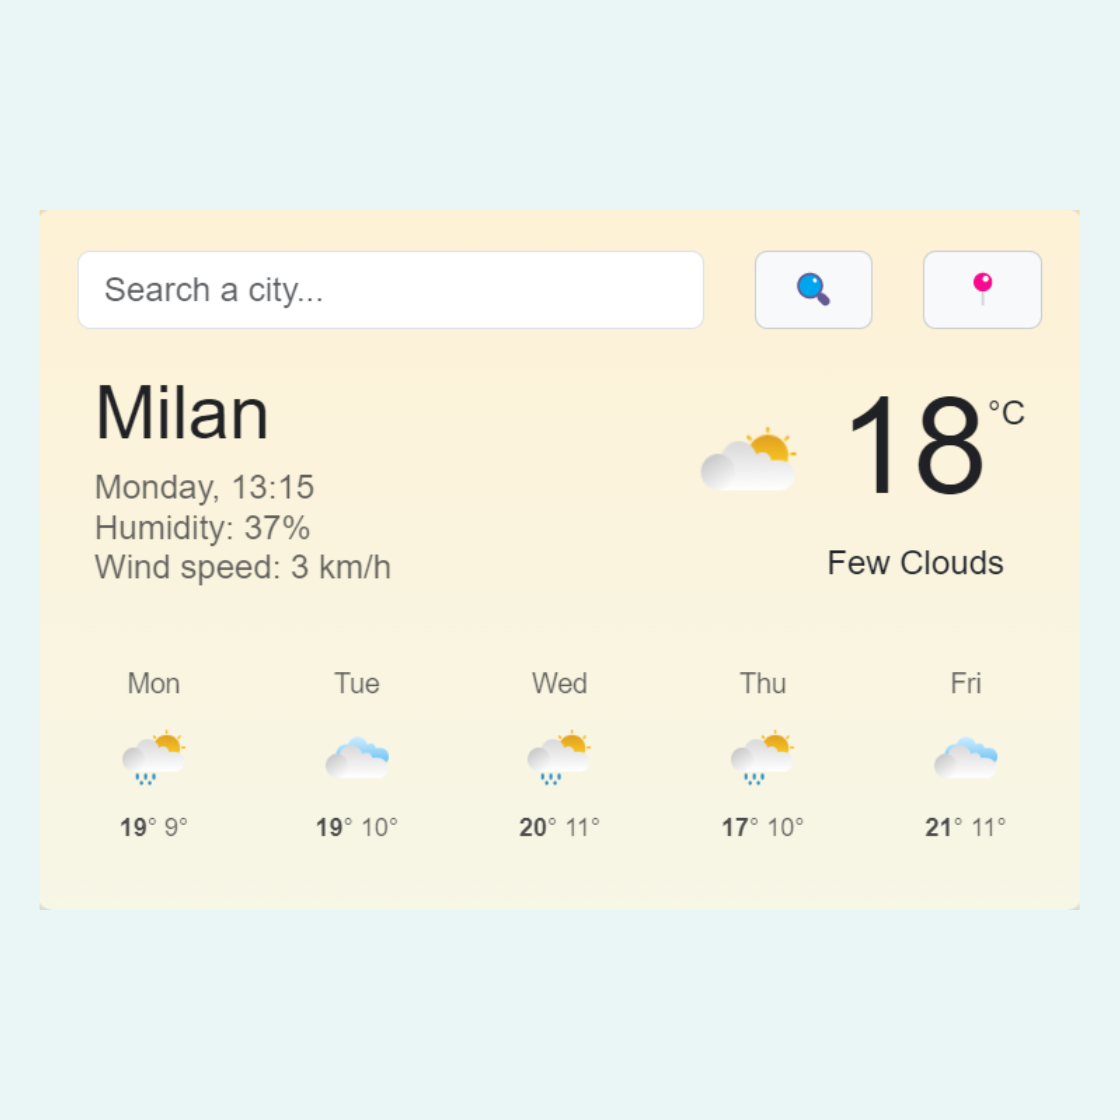 Search a city...
Milan
Monday, 13:15
Humidity: 37%
Wind speed: 3 km/h
18 °C
Few Clouds
Mon Tue Wed Thu Fri
19° 9° 19° 10° 20° 11° 17° 10° 21° 11°